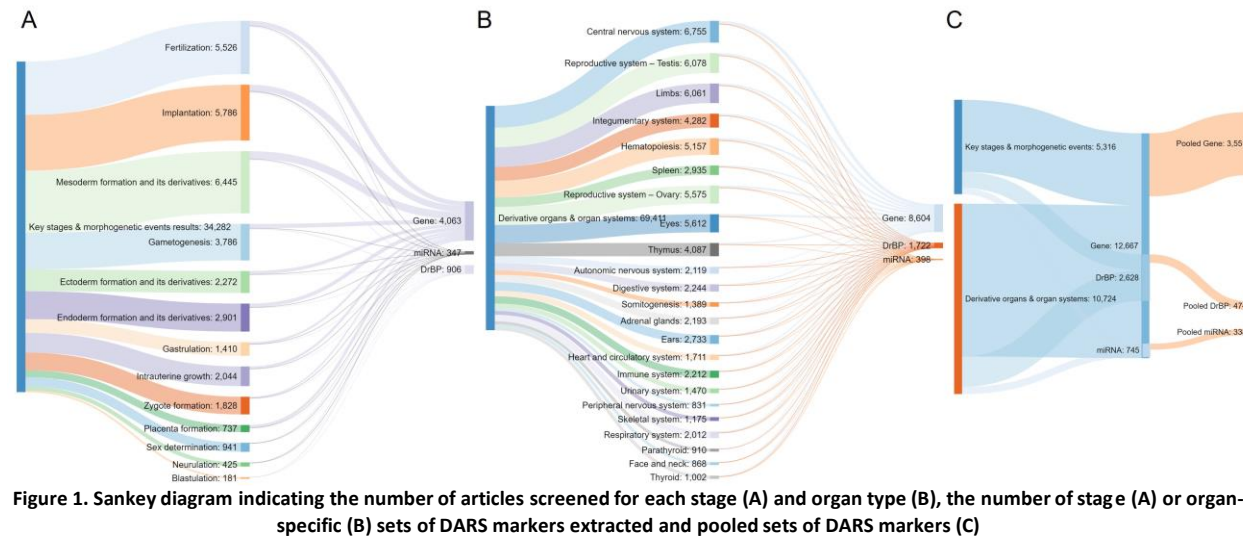 A
Fertilization: 5,526
Implantation: 5,786
Mesoderm formation and its derivatives: 6,445
Key stages & morphogenetic events results: 34,282
Gametogenesis: 3,786
Ectoderm formation and its derivatives: 2,272
Endoderm formation and its derivatives: 2,901
Gastrulation: 1,410
Intrauterine growth: 2,044
Zygote formation: 1,828
Placenta formation: 737
Sex determination: 941
Neurulation: 425
Blastulation: 181
Gene: 4,063
miRNA: 347
DrBP: 906
B
Central nervous system: 6,755
Reproductive system – Testis: 6,078
Limbs: 6,061
Integumentary system: 4,282
Hematopoiesis: 5,157
Spleen: 2,935
Reproductive system – Ovary: 5,575
Derivative organs & organ systems: 69,411
Eyes: 5,612
Thymus: 4,087
Autonomic nervous system: 2,119
Digestive system: 2,244
Somitogenesis: 1,389
Adrenal glands: 2,193
Ears: 2,733
Heart and circulatory system: 1,711
Immune system: 2,212
Urinary system: 1,470
Peripheral nervous system: 831
Skeletal system: 1,175
Respiratory system: 2,012
Parathyroid: 910
Face and neck: 868
Thyroid: 1,002
Gene: 8,604
DrBP: 1,722
miRNA: 398
C
Key stages & morphogenetic events: 5,316
Derivative organs & organ systems: 10,724
Gene: 12,667
DrBP: 2,628
miRNA: 745
Pooled Gene: 3,55
Pooled DrBP: 47
Pooled miRNA: 33
Figure 1. Sankey diagram indicating the number of articles screened for each stage (A) and organ type (B), the number of stage (A) or organ-
specific (B) sets of DARS markers extracted and pooled sets of DARS markers (C)